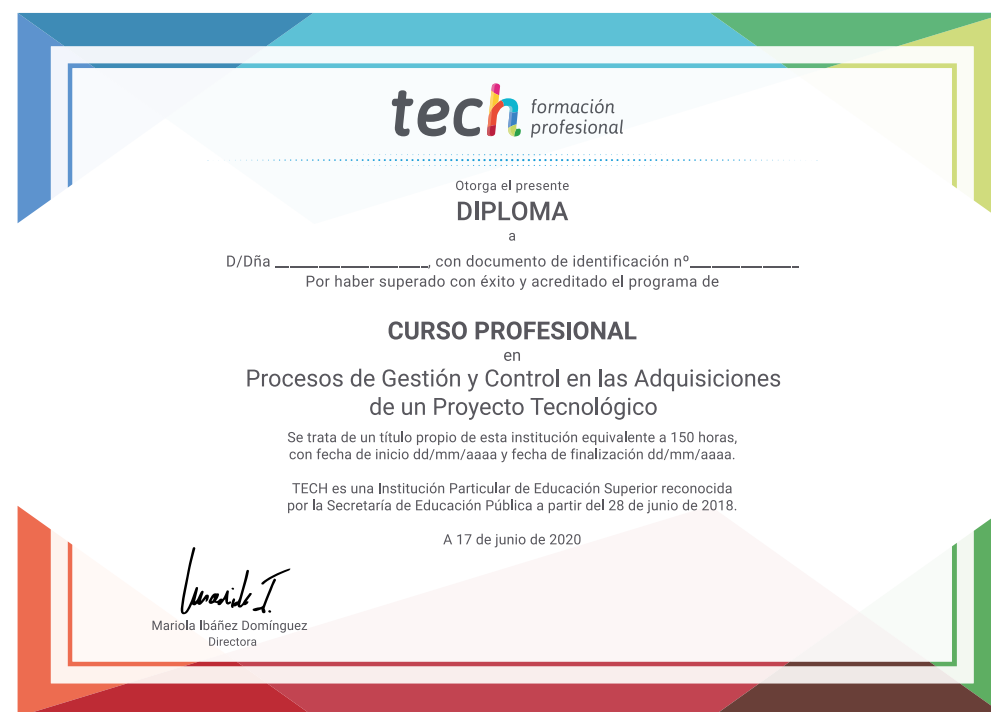 tech formación
profesional
Otorga el presente
DIPLOMA
a
D/Dña ____________________, con documento de identificación nº______________
Por haber superado con éxito y acreditado el programa de
CURSO PROFESIONAL
en
Procesos de Gestión y Control en las Adquisiciones
de un Proyecto Tecnológico
Se trata de un título propio de esta institución equivalente a 150 horas,
con fecha de inicio dd/mm/aaaa y fecha de finalización dd/mm/aaaa.
TECH es una Institución Particular de Educación Superior reconocida
por la Secretaría de Educación Pública a partir del 28 de junio de 2018.
A 17 de junio de 2020
Mariola Ibáñez Domínguez
Directora